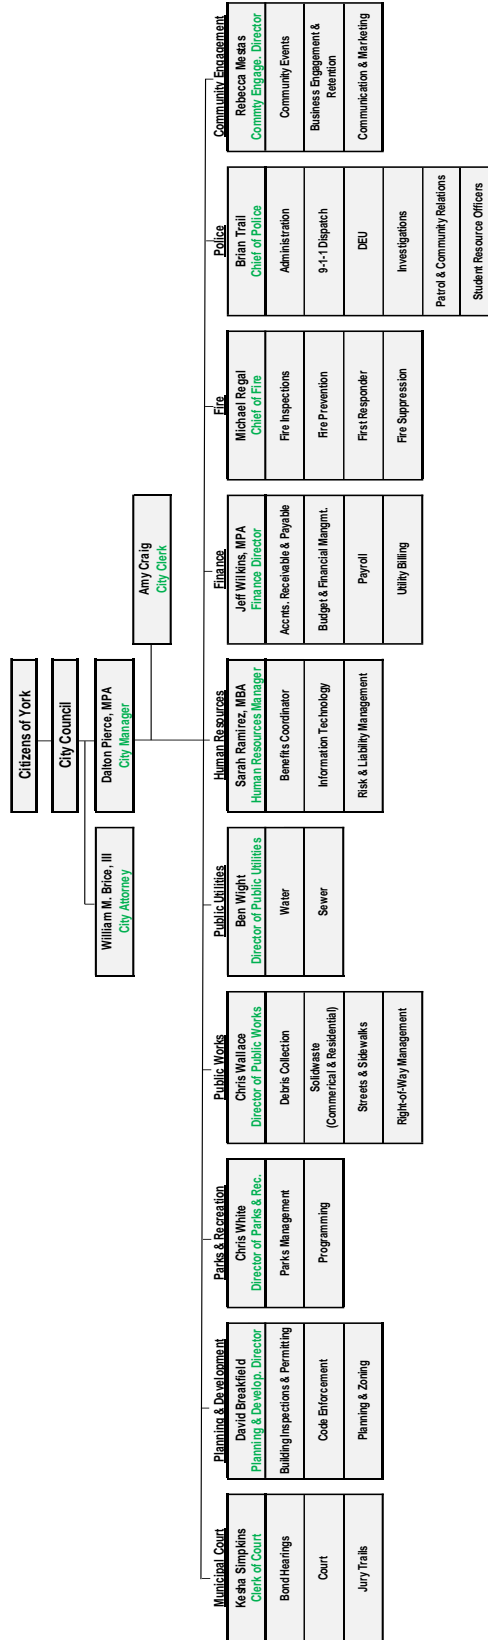 Citizens of York
City Council
William M. Brice, III
City Attorney
Dalton Pierce, MPA
City Manager
Amy Craig
City Clerk
Municipal Court
Kesha Simpkins
Clerk of Court
Bond Hearings
Court
Jury Trails
Planning & Development
David Breakfield
Planning & Develop. Director
Building Inspections & Permitting
Code Enforcement
Planning & Zoning
Parks & Recreation
Chris White
Director of Parks & Rec.
Parks Management
Programming
Public Works
Chris Wallace
Director of Public Works
Debris Collection
Solidwaste
(Commerical & Residential)
Streets & Sidewalks
Right-of-Way Management
Public Utilities
Ben Wight
Director of Public Utilities
Water
Sewer
Human Resources
Sarah Ramirez, MBA
Human Resources Manager
Benefits Coordinator
Information Technology
Risk & Liability Management
Finance
Jeff Wilkins, MPA
Finance Director
Accnts. Receivable & Payable
Budget & Financial Mangmt.
Payroll
Utility Billing
Fire
Michael Regal
Chief of Fire
Fire Inspections
Fire Prevention
First Responder
Fire Suppression
Police
Brian Trail
Chief of Police
Administration
9-1-1 Dispatch
DEU
Investigations
Patrol & Community Relations
Student Resource Officers
Community Engagement
Rebecca Mestas
Commty Engage. Director
Community Events
Business Engagement &
Retention
Communication & Marketing